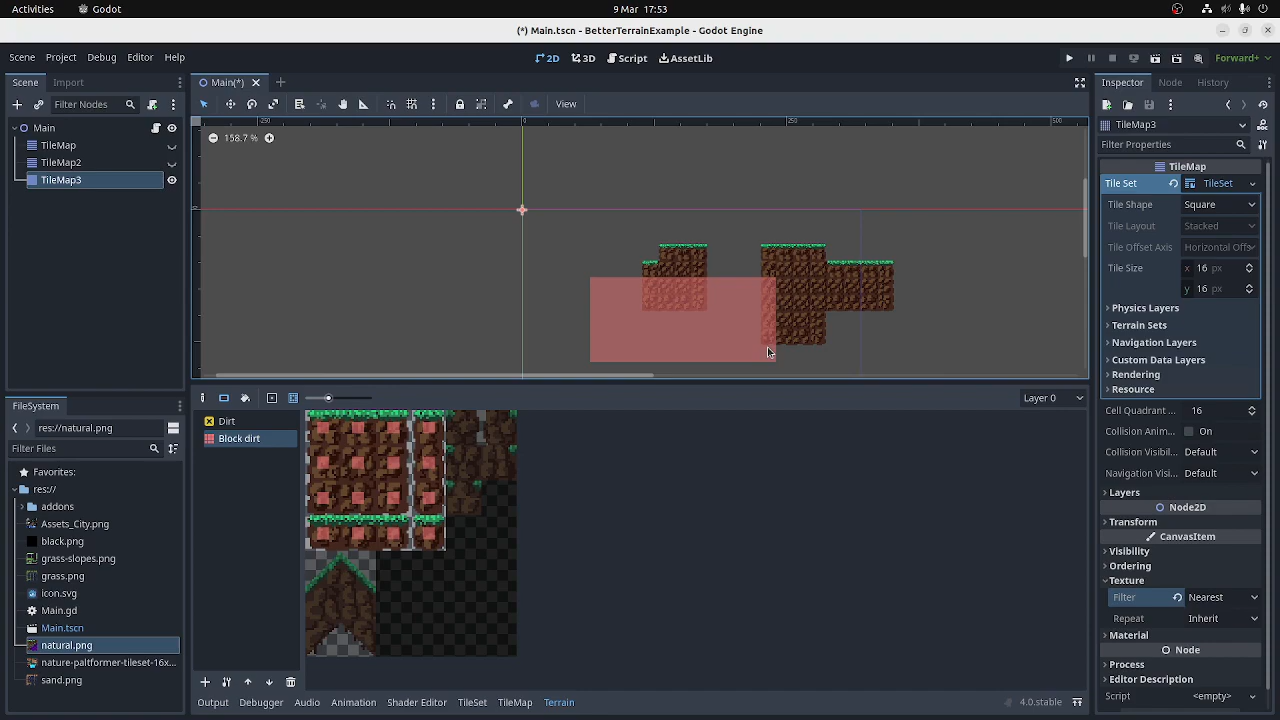 Activities Godot 9 Mar 17:53
(*) Main.tscn - BetterTerrainExample - Godot Engine
Scene Project Debug Editor Help 2D 3D Script AssetLib Forward+
Scene Import Main(*) Inspector Node History
Filter Nodes View
Main
TileMap
TileMap2
TileMap3
-250 0 250 500
158.7 %
0
TileMap3
Filter Properties
TileMap
Tile Set TileSet
Tile Shape Square
Tile Layout Stacked
Tile Offset Axis Horizontal Offs
Tile Size x 16 px
y 16 px
Physics Layers
Terrain Sets
Navigation Layers
Custom Data Layers
Rendering
Resource
Cell Quadrant ... 16
Collision Anim... On
Collision Visibil... Default
Navigation Visi... Default
Layers
Node2D
Transform
CanvasItem
Visibility
Ordering
Texture
Filter Nearest
Repeat Inherit
Material
Node
Process
Editor Description
Script <empty>
Layer 0
Dirt
Block dirt
FileSystem
res://natural.png
Filter Files
Favorites:
res://
addons
Assets_City.png
black.png
grass-slopes.png
grass.png
icon.svg
Main.gd
Main.tscn
natural.png
nature-paltformer-tileset-16x...
sand.png
Output Debugger Audio Animation Shader Editor TileSet TileMap Terrain 4.0.stable